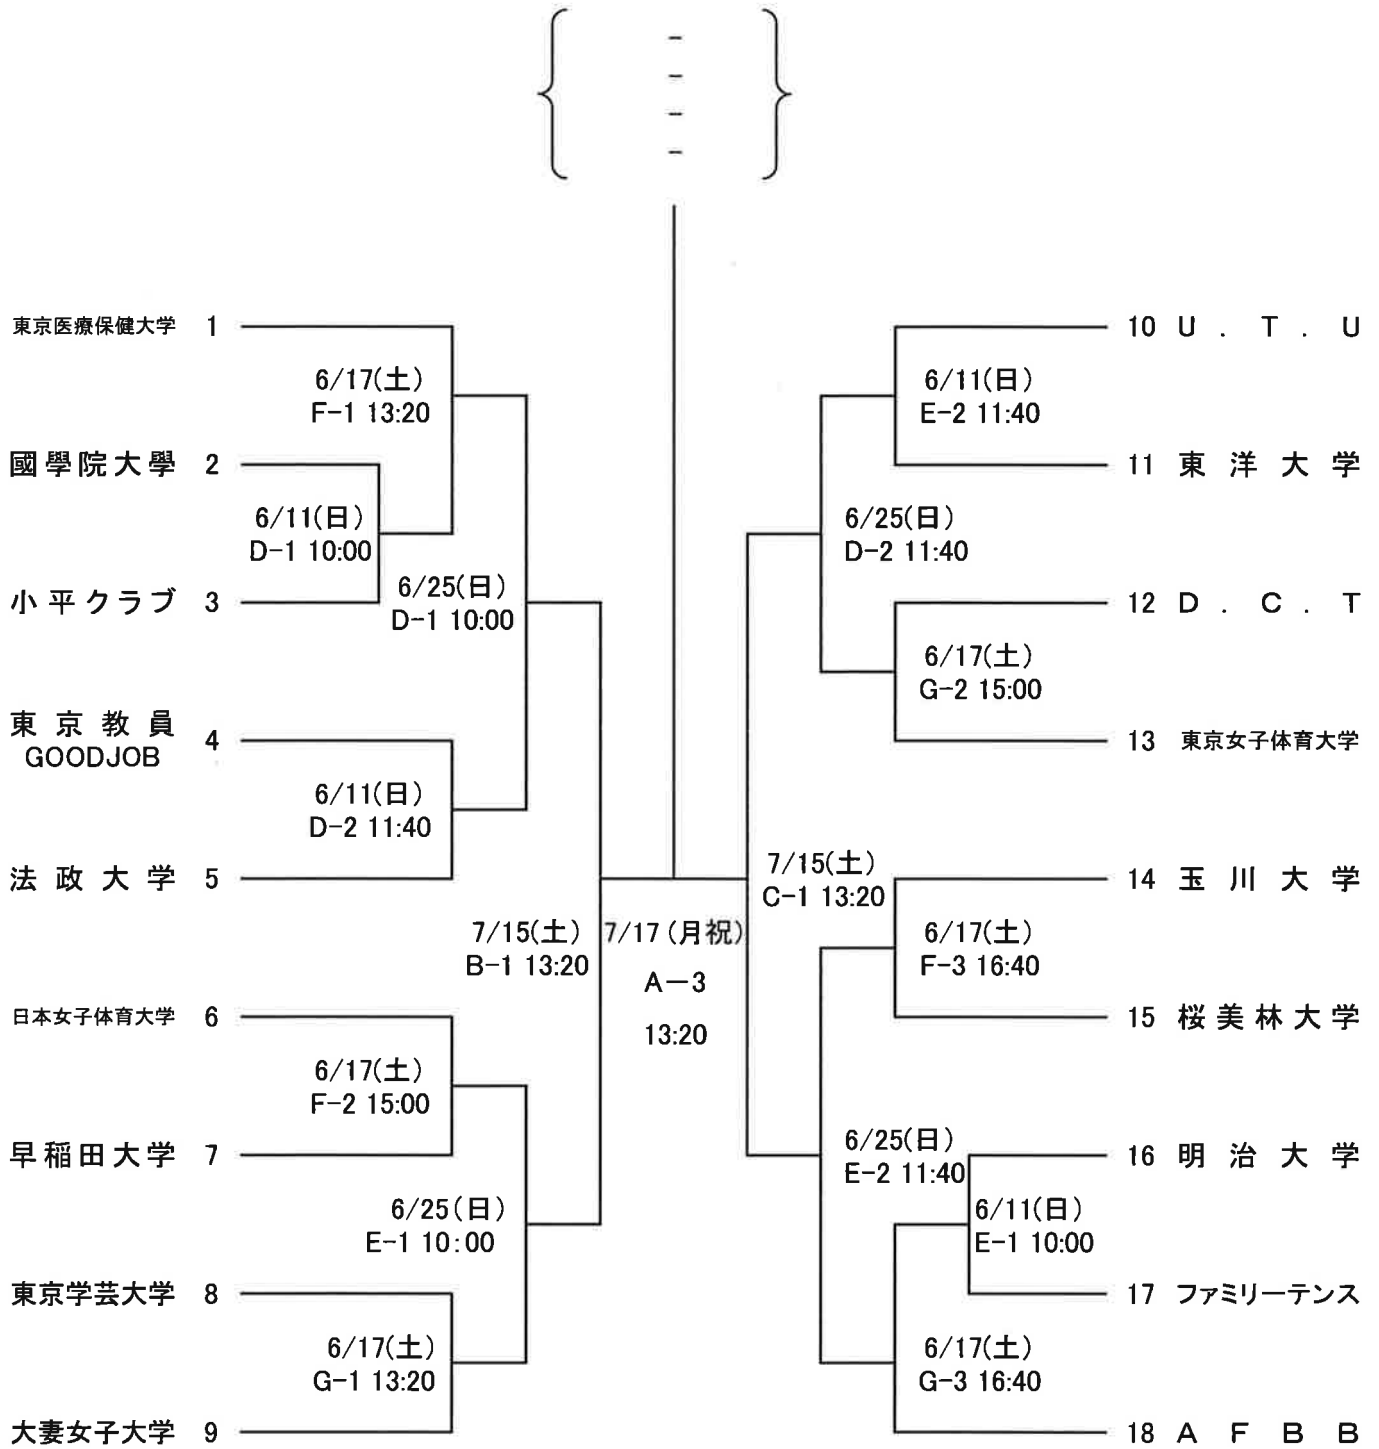 -
-
-
-
東京医療保健大学 1
6/17(土)
F-1 13:20
國學院大學 2
6/11(日)
D-1 10:00
小平クラブ 3
6/25(日)
D-1 10:00
東京教員
GOODJOB
4
6/11(日)
D-2 11:40
法政大学 5
7/15(土)
B-1 13:20
日本女子体育大学 6
6/17(土)
F-2 15:00
早稲田大学 7
6/25(日)
E-1 10:00
東京学芸大学 8
6/17(土)
G-1 13:20
大妻女子大学 9
7/17(月祝)
A-3
13:20
10 U.T.U
6/11(日)
E-2 11:40
11 東洋大学
6/25(日)
D-2 11:40
12 D.C.T
6/17(土)
G-2 15:00
13 東京女子体育大学
7/15(土)
C-1 13:20
14 玉川大学
6/17(土)
F-3 16:40
15 桜美林大学
6/25(日)
E-2 11:40
16 明治大学
6/11(日)
E-1 10:00
17 ファミリーテンス
6/17(土)
G-3 16:40
18 AFBB